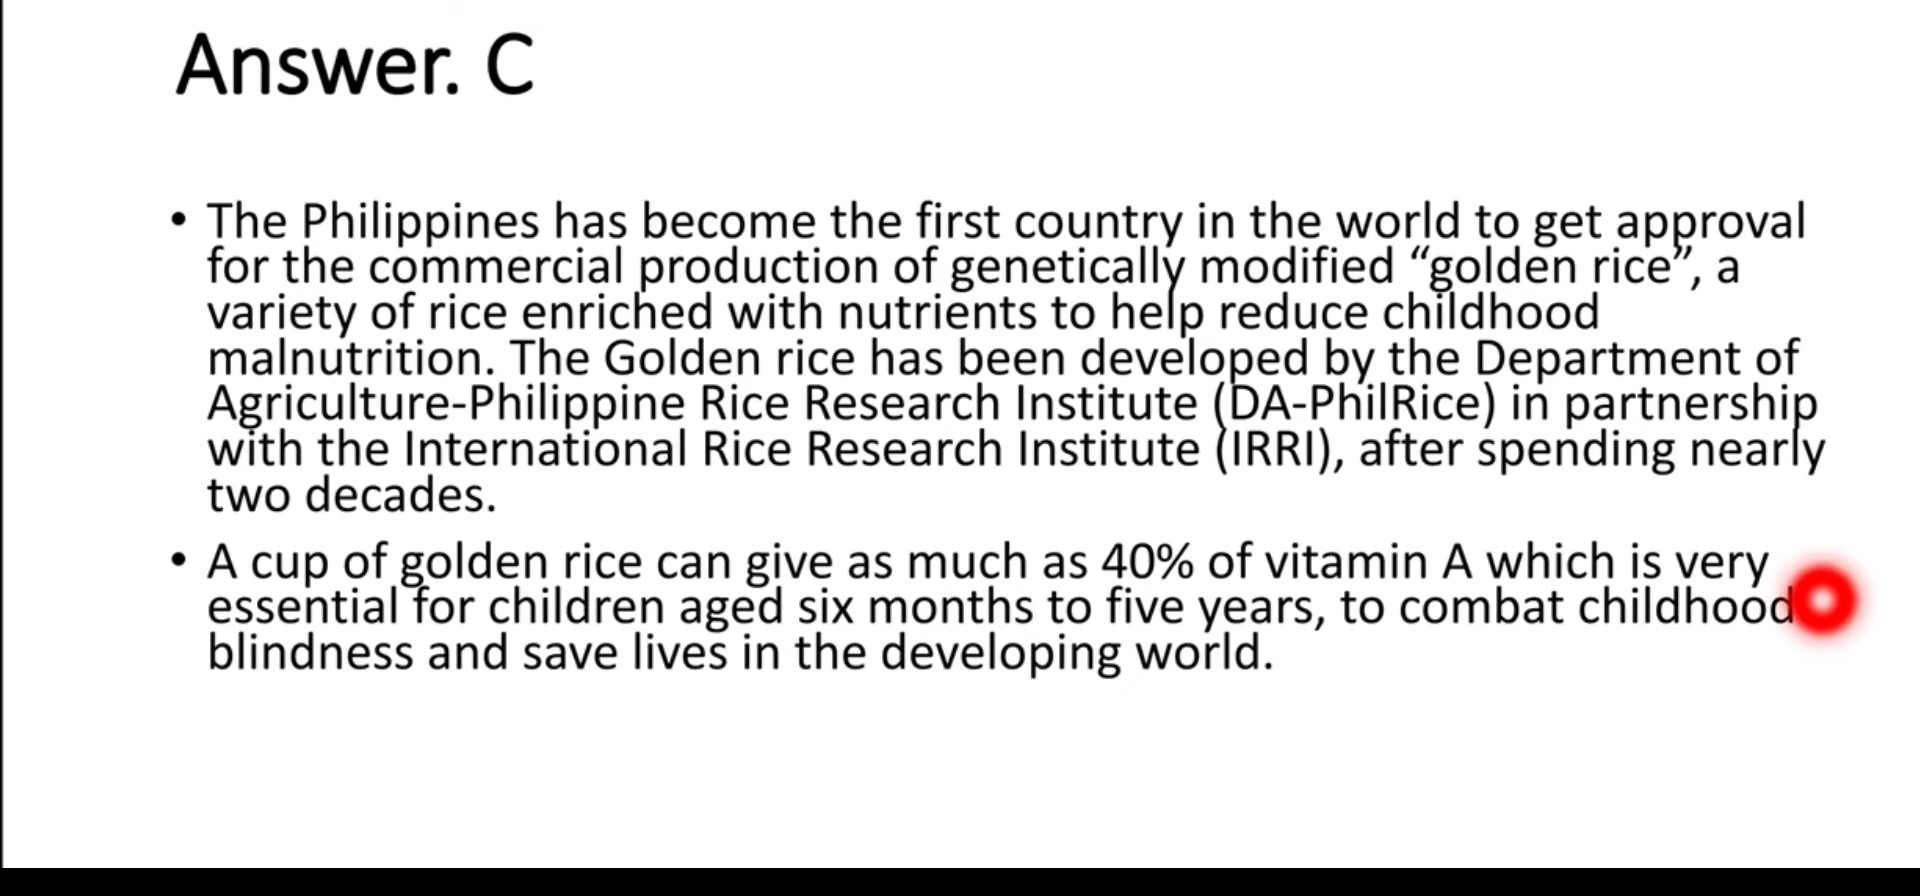 Answer. C
• The Philippines has become the first country in the world to get approval
for the commercial production of genetically modified “golden rice”, a
variety of rice enriched with nutrients to help reduce childhood
malnutrition. The Golden rice has been developed by the Department of
Agriculture-Philippine Rice Research Institute (DA-PhilRice) in partnership
with the International Rice Research Institute (IRRI), after spending nearly
two decades.
• A cup of golden rice can give as much as 40% of vitamin A which is very
essential for children aged six months to five years, to combat childhood
blindness and save lives in the developing world.